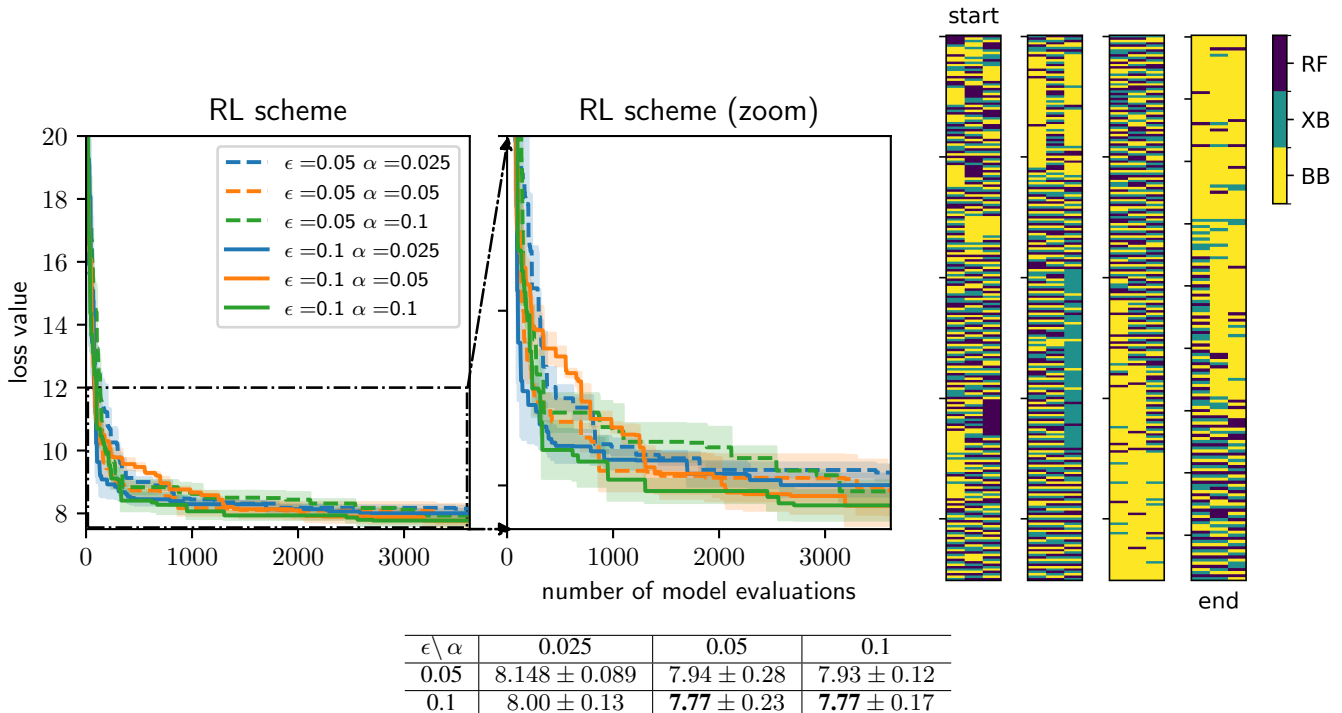 start
RF
XB
BB
end
RL scheme
RL scheme (zoom)
loss value
20
18
16
14
12
10
8
ϵ =0.05 α =0.025
ϵ =0.05 α =0.05
ϵ =0.05 α =0.1
ϵ =0.1 α =0.025
ϵ =0.1 α =0.05
ϵ =0.1 α =0.1
0 1000 2000 3000
0 1000 2000 3000
number of model evaluations
ϵ\ α 0.025 0.05 0.1
0.05 8.148 ± 0.089 7.94 ± 0.28 7.93 ± 0.12
0.1 8.00 ± 0.13 7.77 ± 0.23 7.77 ± 0.17